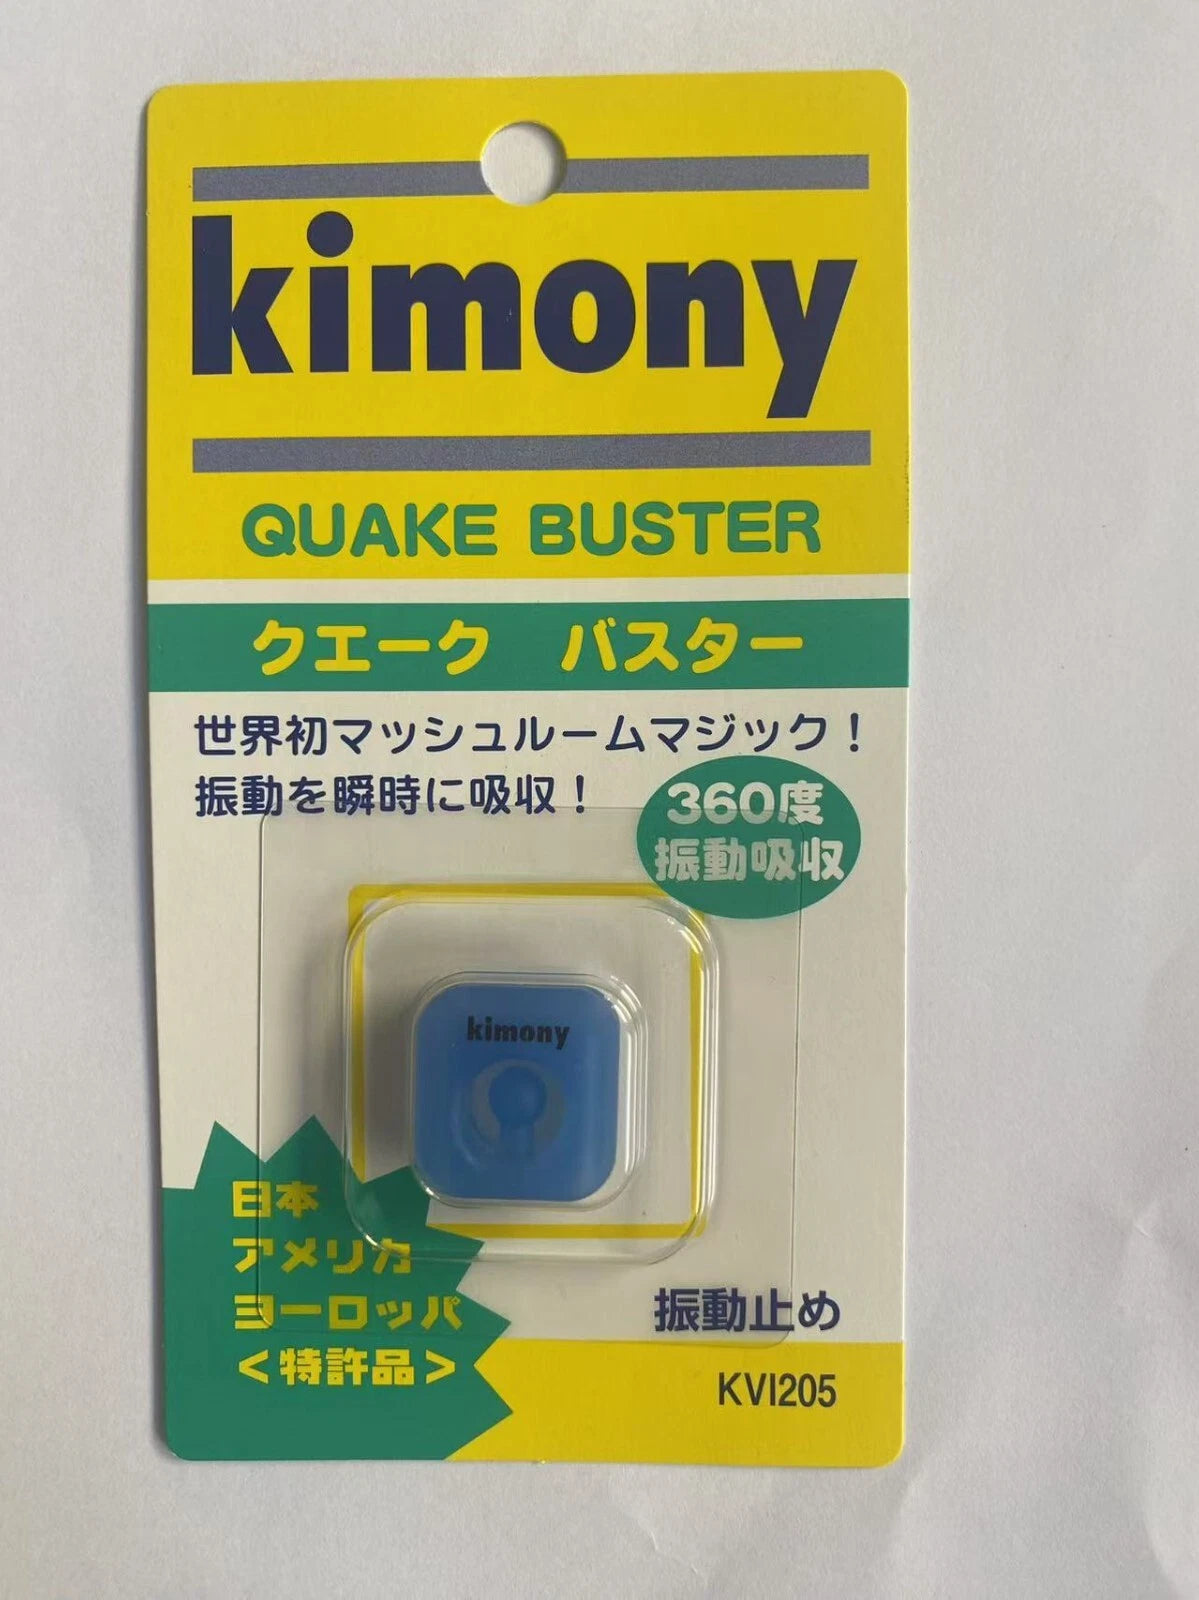 kimony
QUAKE BUSTER
クエーク バスター
世界初マッシュルームマジック！
振動を瞬時に吸収！
360度
振動吸収
kimony
日本
アメリカ
ヨーロッパ
<特許品>
振動止め
KVI205